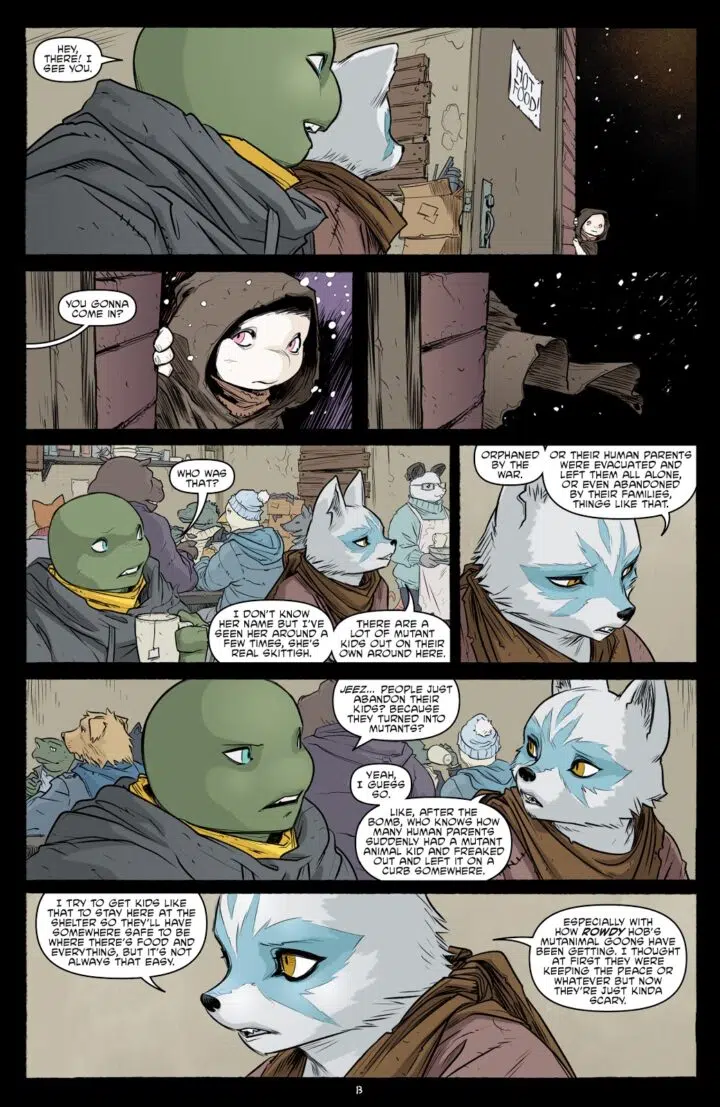 HEY,
THERE! I
SEE YOU.
HOT
FOOD!
YOU GONNA
COME IN?
WHO WAS
THAT?
I DON'T KNOW
HER NAME BUT I'VE
SEEN HER AROUND A
FEW TIMES, SHE'S
REAL SKITTISH.
THERE ARE A
LOT OF MUTANT
KIDS OUT ON THEIR
OWN AROUND HERE.
ORPHANED
BY THE
WAR.
OR THEIR HUMAN PARENTS
WERE EVACUATED AND
LEFT THEM ALL ALONE,
OR EVEN ABANDONED
BY THEIR FAMILIES,
THINGS LIKE THAT.
JEEZ... PEOPLE JUST
ABANDON THEIR
KIDS? BECAUSE
THEY TURNED INTO
MUTANTS?
YEAH,
I GUESS
SO.
LIKE, AFTER THE
BOMB, WHO KNOWS HOW
MANY HUMAN PARENTS
SUDDENLY HAD A MUTANT
ANIMAL KID AND FREAKED
OUT AND LEFT IT ON A
CURB SOMEWHERE.
I TRY TO GET KIDS LIKE
THAT TO STAY HERE AT THE
SHELTER SO THEY'LL HAVE
SOMEWHERE SAFE TO BE
WHERE THERE'S FOOD AND
EVERYTHING, BUT IT'S NOT
ALWAYS THAT EASY.
ESPECIALLY WITH
HOW ROWDY HOB'S
MUTANIMAL GOONS HAVE
BEEN GETTING. I THOUGHT
AT FIRST THEY WERE
KEEPING THE PEACE OR
WHATEVER BUT NOW
THEY'RE JUST KINDA
SCARY.
13